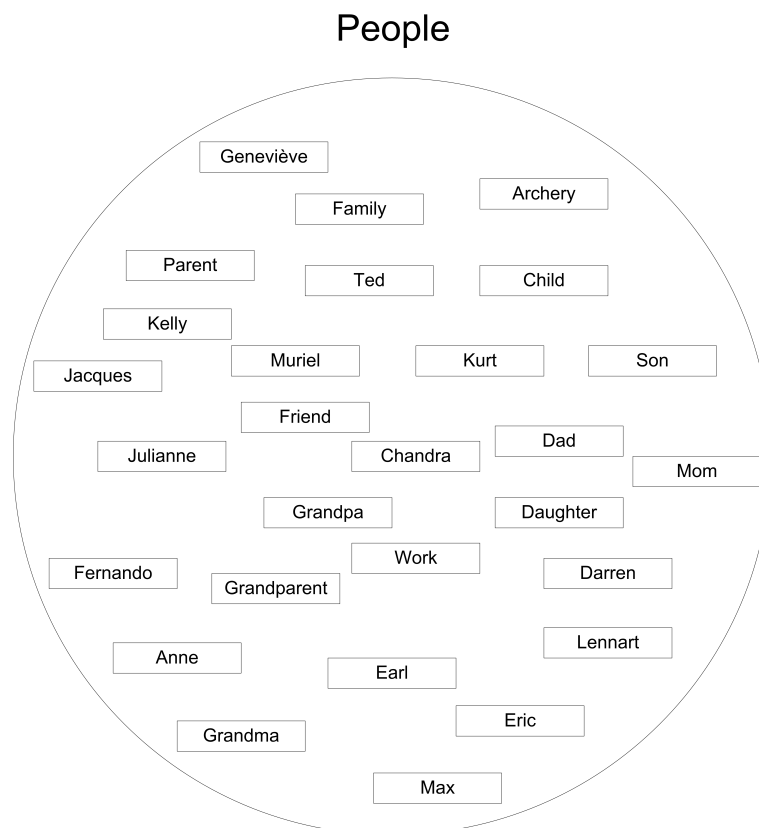 People
Geneviève
Archery
Family
Parent
Ted
Child
Kelly
Muriel
Kurt
Son
Jacques
Friend
Dad
Julianne
Chandra
Mom
Grandpa
Daughter
Work
Fernando
Darren
Grandparent
Lennart
Anne
Earl
Eric
Grandma
Max